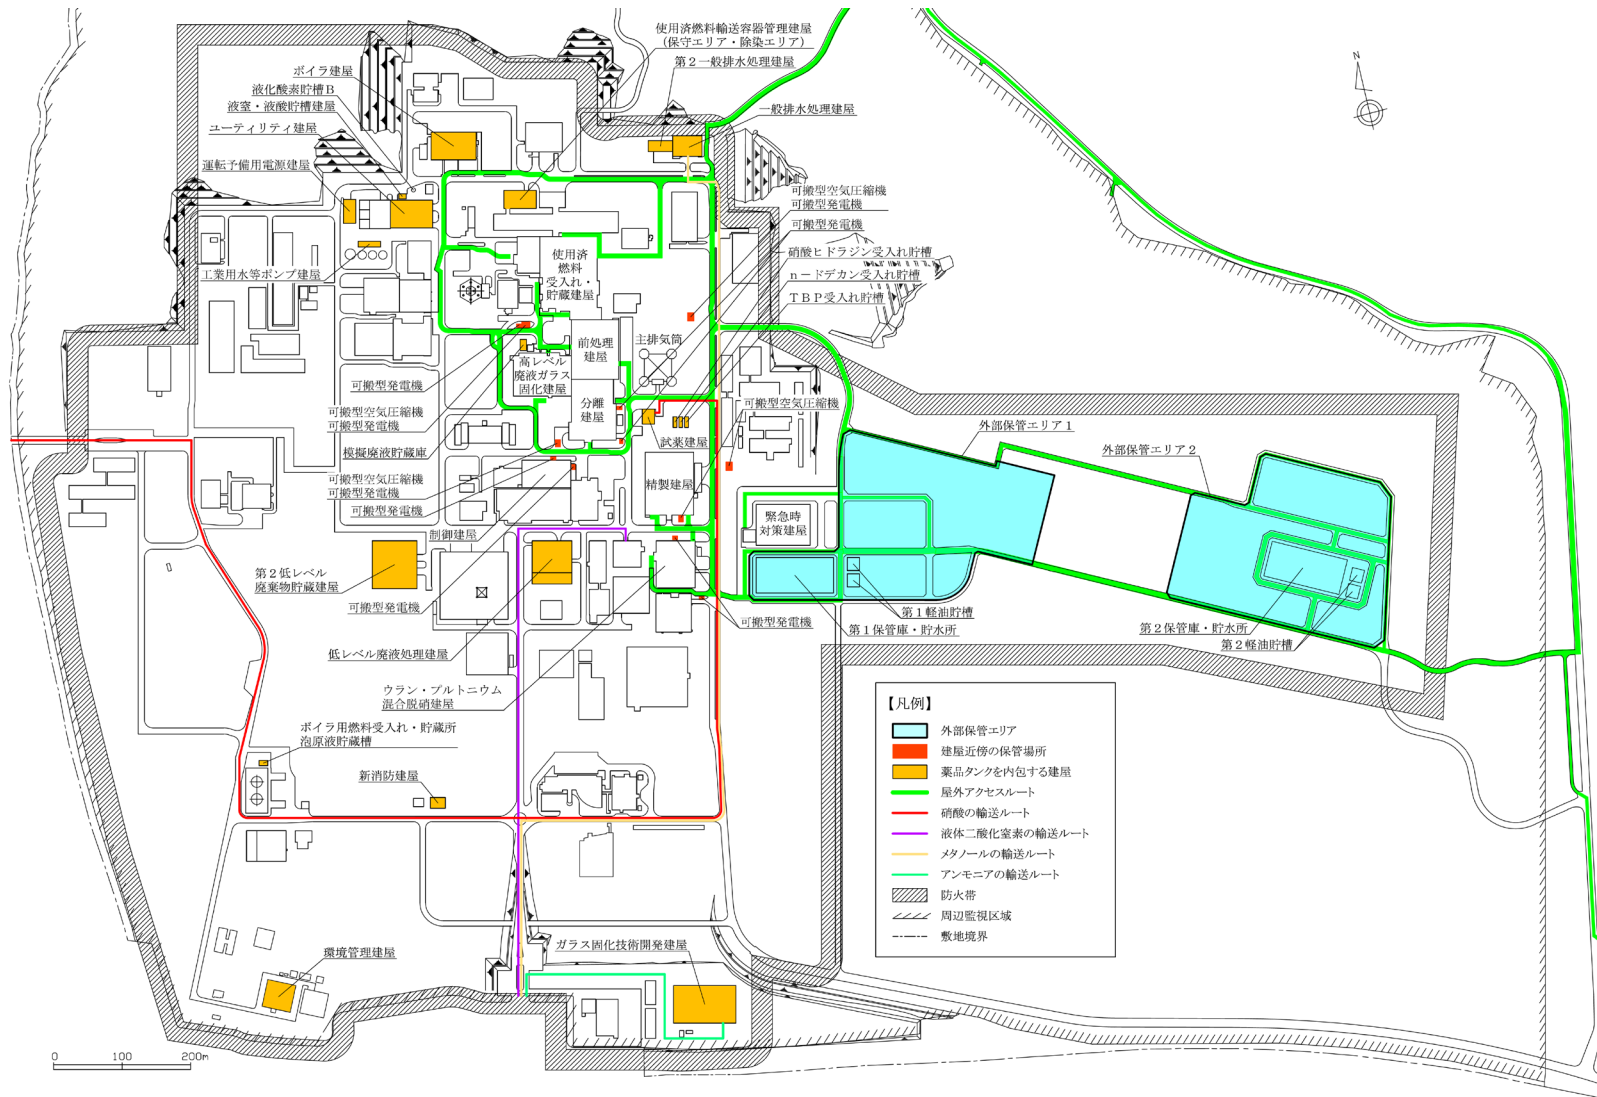 使用済燃料輸送容器管理建屋
（保守エリア・除染エリア）
第２一般排水処理建屋
ボイラ建屋
液化酸素貯槽Ｂ
液室・液酸貯槽建屋
ユーティリティ建屋
運転予備用電源建屋
一般排水処理建屋
N
可搬型空気圧縮機
可搬型発電機
可搬型発電機
硝酸ヒドラジン受入れ貯槽
ｎ－ドデカン受入れ貯槽
ＴＢＰ受入れ貯槽
工業用水等ポンプ建屋
使用済
燃料
受入れ・
貯蔵建屋
前処理
建屋
主排気筒
高レベル
廃液ガラス
固化建屋
分離
建屋
可搬型発電機
可搬型空気圧縮機
可搬型発電機
模擬廃液貯蔵庫
可搬型空気圧縮機
試薬建屋
外部保管エリア１
外部保管エリア２
可搬型空気圧縮機
可搬型発電機
可搬型発電機
精製建屋
緊急時
対策建屋
制御建屋
第２低レベル
廃棄物貯蔵建屋
可搬型発電機
低レベル廃液処理建屋
可搬型発電機
第１軽油貯槽
第１保管庫・貯水所
第２保管庫・貯水所
第２軽油貯槽
ウラン・プルトニウム
混合脱硝建屋
ボイラ用燃料受入れ・貯蔵所
泡原液貯蔵槽
新消防建屋
環境管理建屋
ガラス固化技術開発建屋
【凡例】
外部保管エリア
建屋近傍の保管場所
薬品タンクを内包する建屋
屋外アクセスルート
硝酸の輸送ルート
液体二酸化窒素の輸送ルート
メタノールの輸送ルート
アンモニアの輸送ルート
防火帯
周辺監視区域
敷地境界
0 100 200m